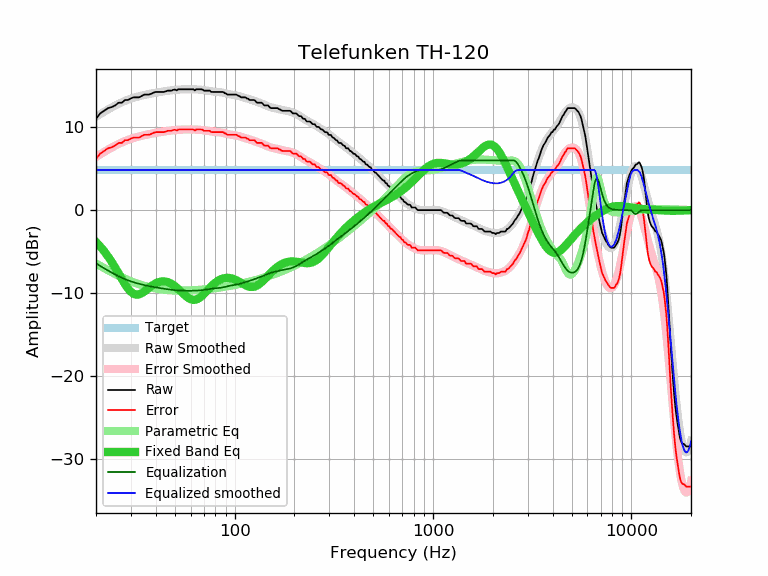 Telefunken TH-120
Amplitude (dBr)
10
0
−10
−20
−30
Target
Raw Smoothed
Error Smoothed
Raw
Error
Parametric Eq
Fixed Band Eq
Equalization
Equalized smoothed
100
1000
10000
Frequency (Hz)